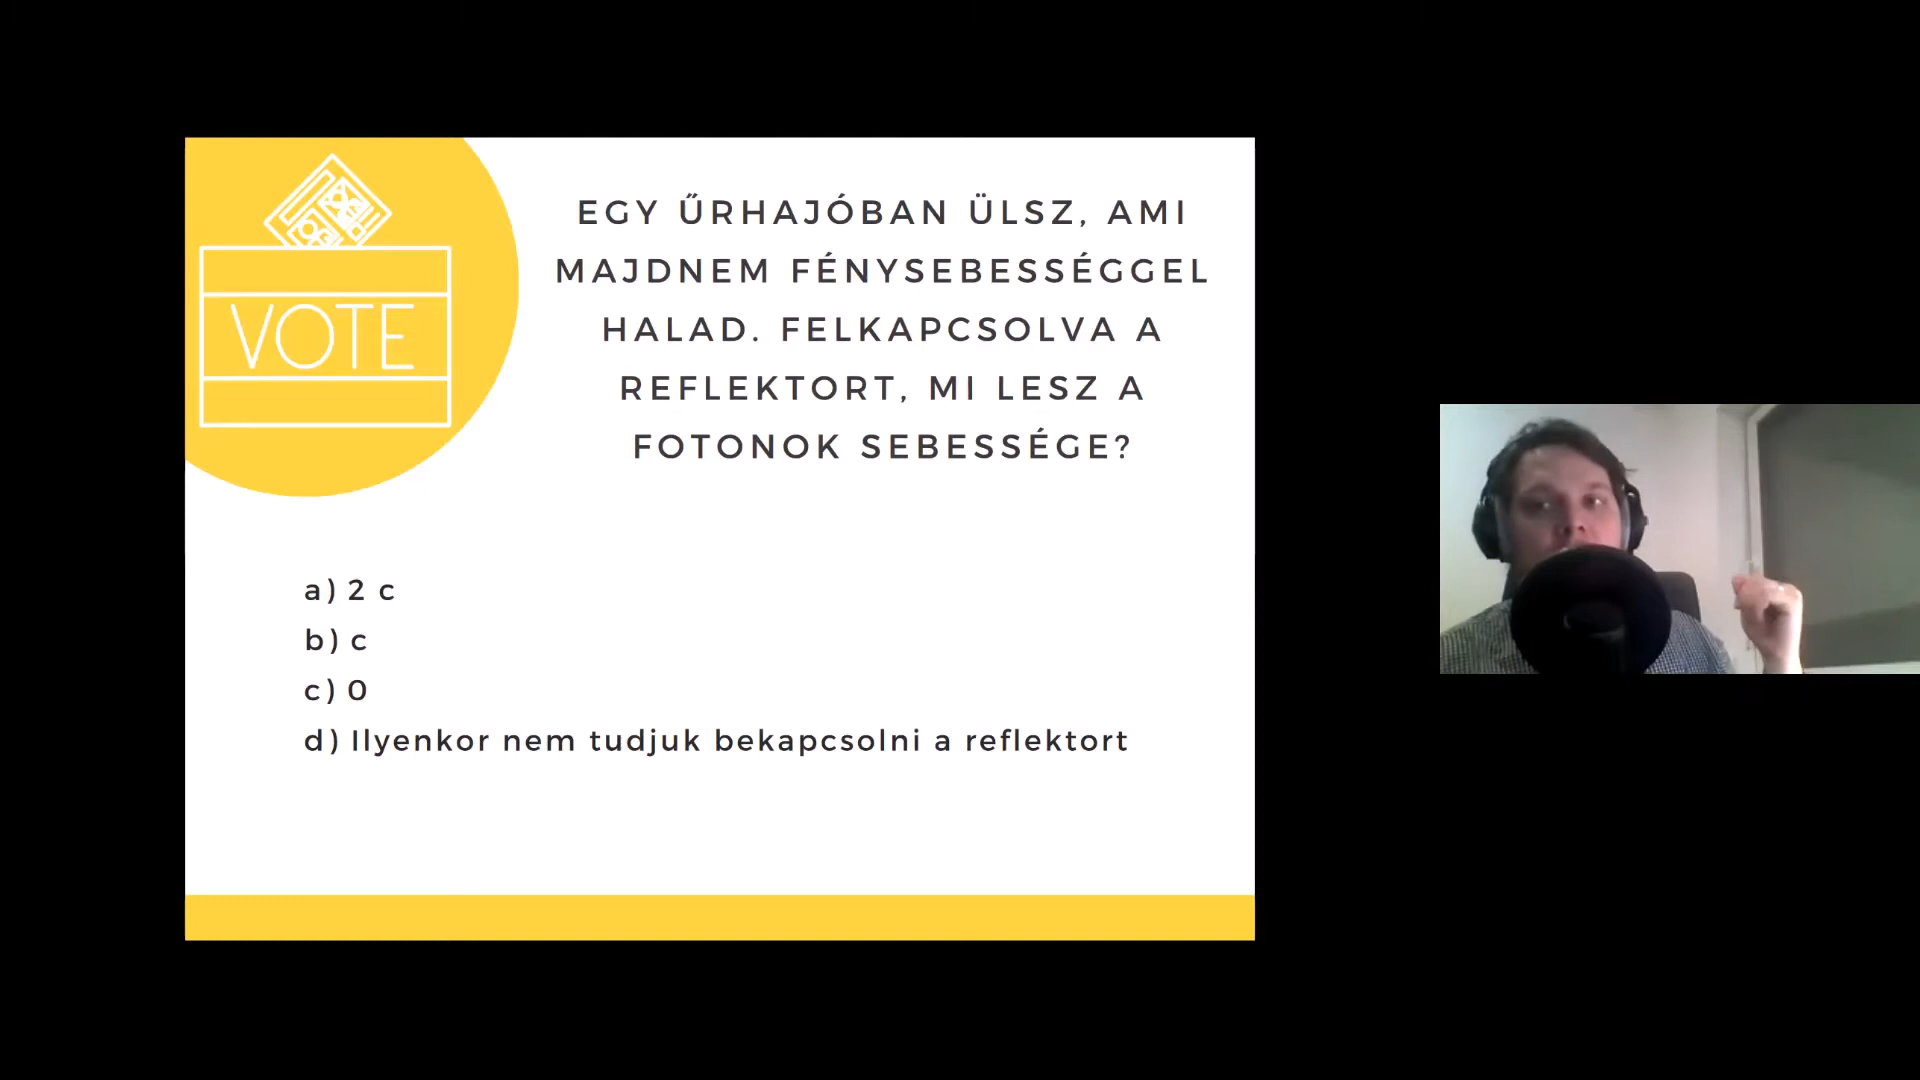 VOTE
EGY ŰRHAJÓBAN ÜLSZ, AMI
MAJDNEM FÉNYSEBESSÉGGEL
HALAD. FELKAPCSOLVA A
REFLEKTORT, MI LESZ A
FOTONOK SEBESSÉGE?
a) 2 c
b) c
c) 0
d) Ilyenkor nem tudjuk bekapcsolni a reflektort